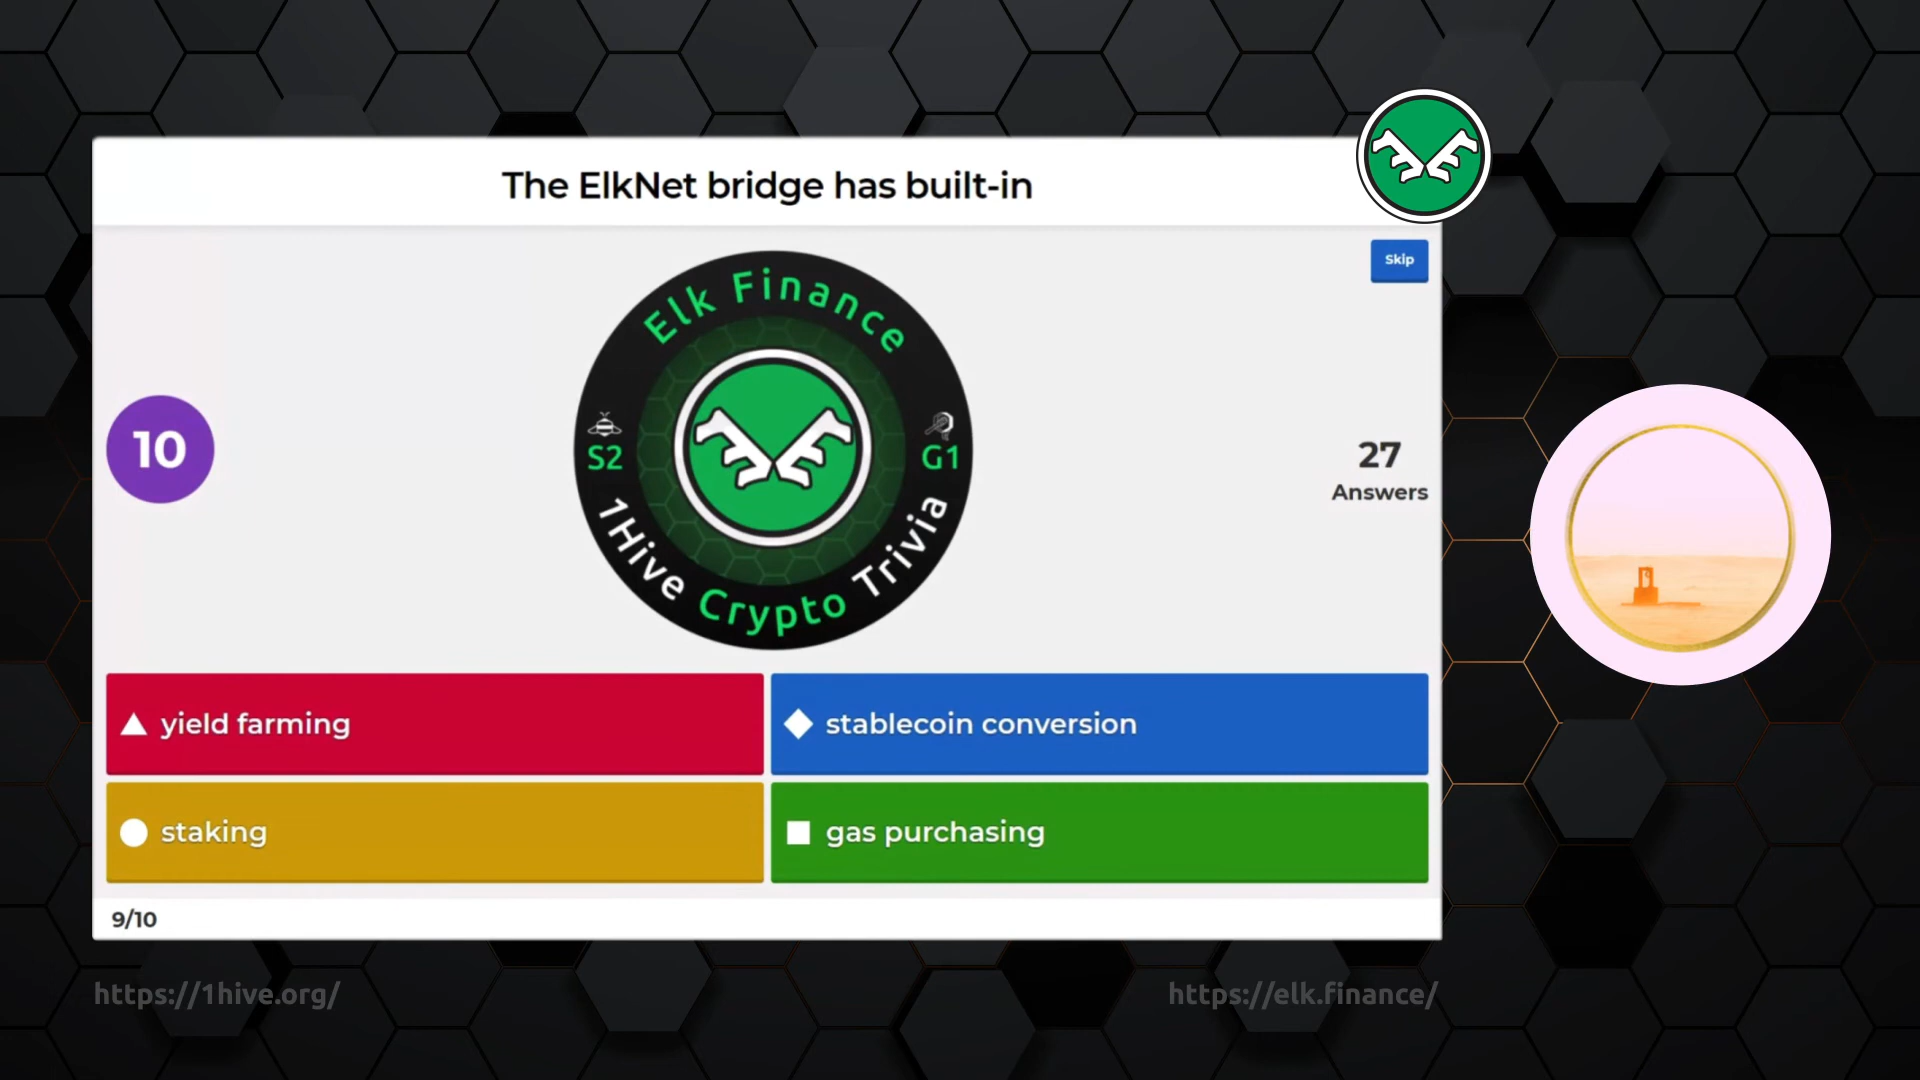 The ElkNet bridge has built-in
Skip
Elk Finance
S2
G1
1Hive Crypto Trivia
10
27
Answers
yield farming
stablecoin conversion
staking
gas purchasing
9/10
https://1hive.org/
https://elk.finance/